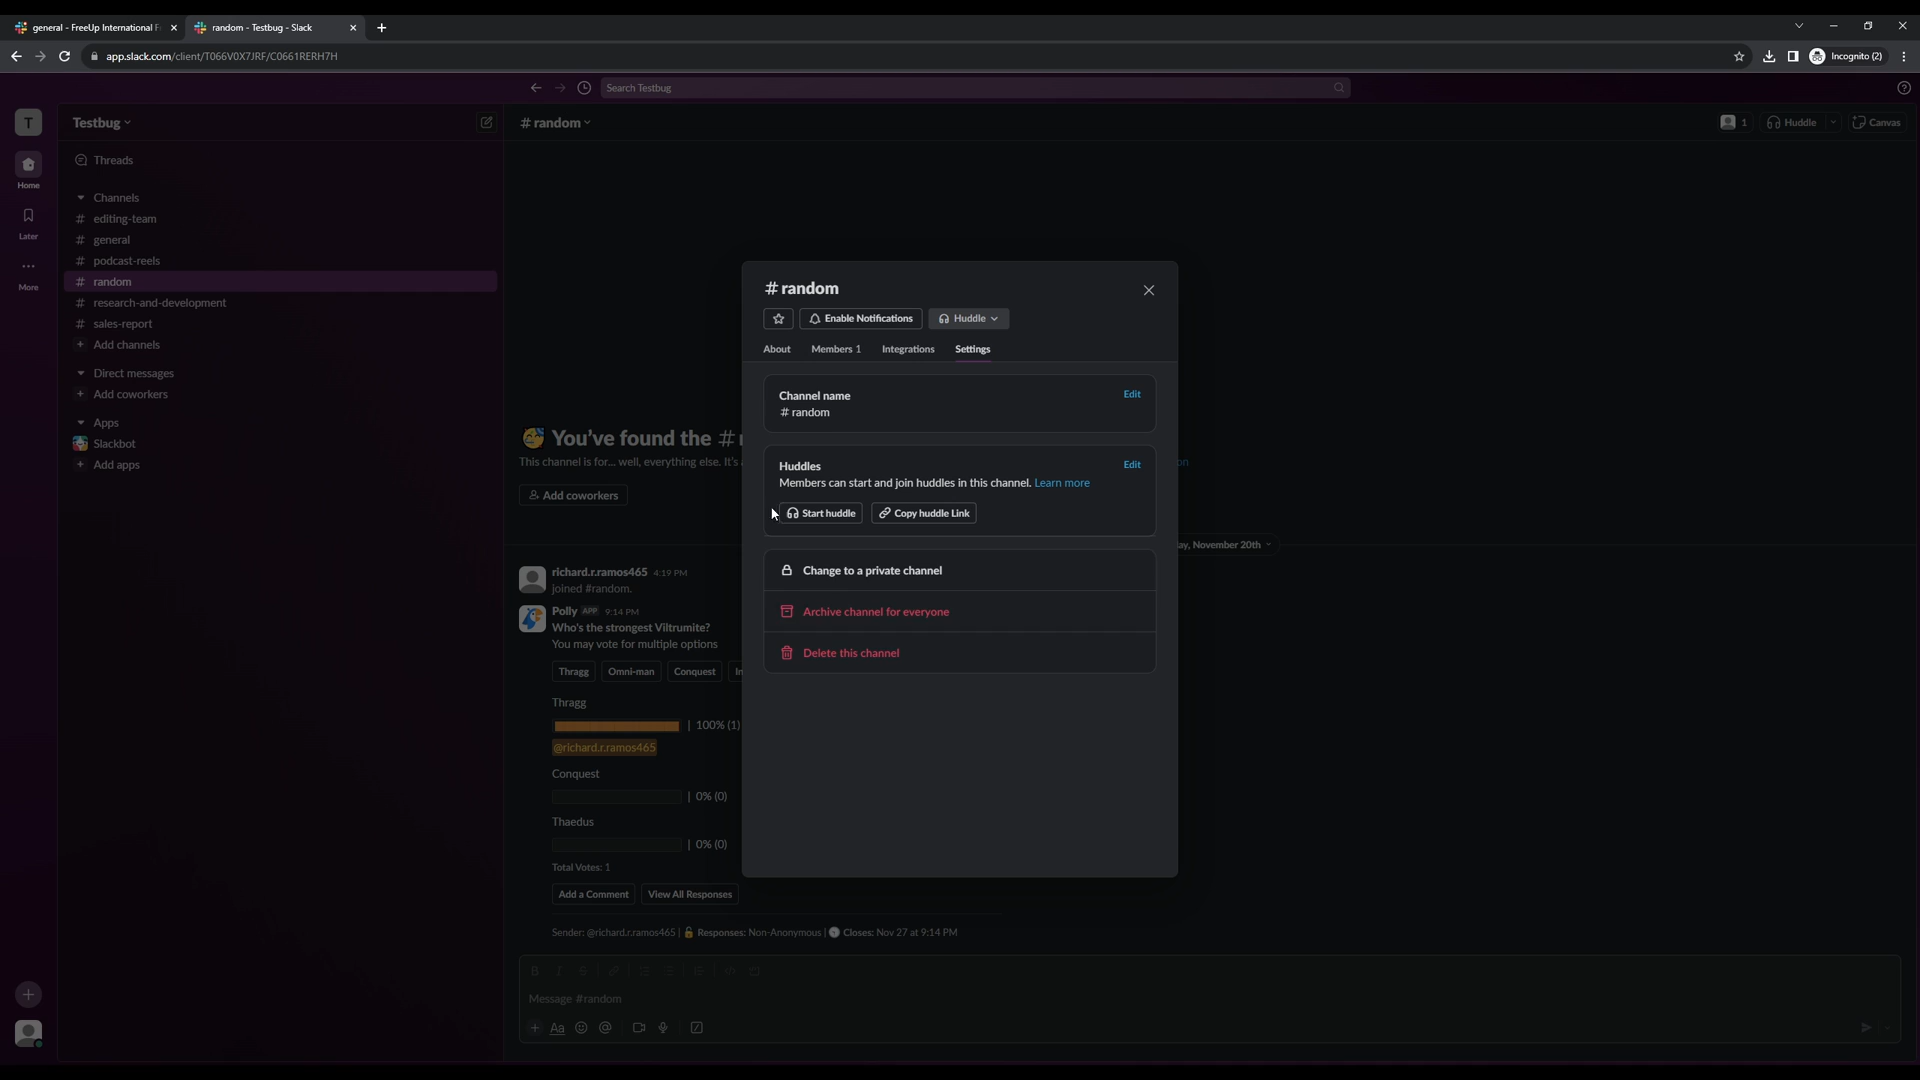 general - FreeUp International F
random - Testbug - Slack
app.slack.com/client/T066V0X7JRF/C0661RERH7H
Incognito (2)
Search Testbug
T
Testbug
# random
1
Huddle
Canvas
Home
Later
More
Threads
Channels
# editing-team
# general
# podcast-reels
# random
# research-and-development
# sales-report
+ Add channels
Direct messages
+ Add coworkers
Apps
Slackbot
+ Add apps
# random
Enable Notifications
Huddle
About
Members 1
Integrations
Settings
Channel name
Edit
# random
Huddles
Edit
Members can start and join huddles in this channel. Learn more
Start huddle
Copy huddle Link
Change to a private channel
Archive channel for everyone
Delete this channel
You've found the #
This channel is for... well, everything else. It's
Add coworkers
November 20th
richard.r.ramos465 4:19 PM
joined #random.
Polly APP 9:14 PM
Who's the strongest Viltrumite?
You may vote for multiple options
Thragg
Omni-man
Conquest
In
Thragg
| 100% (1)
@richard.r.ramos465
Conquest
| 0% (0)
Thaedus
| 0% (0)
Total Votes: 1
Add a Comment
View All Responses
Sender: @richard.r.ramos465 | Responses: Non-Anonymous | Closes: Nov 27 at 9:14 PM
Message #random
Aa